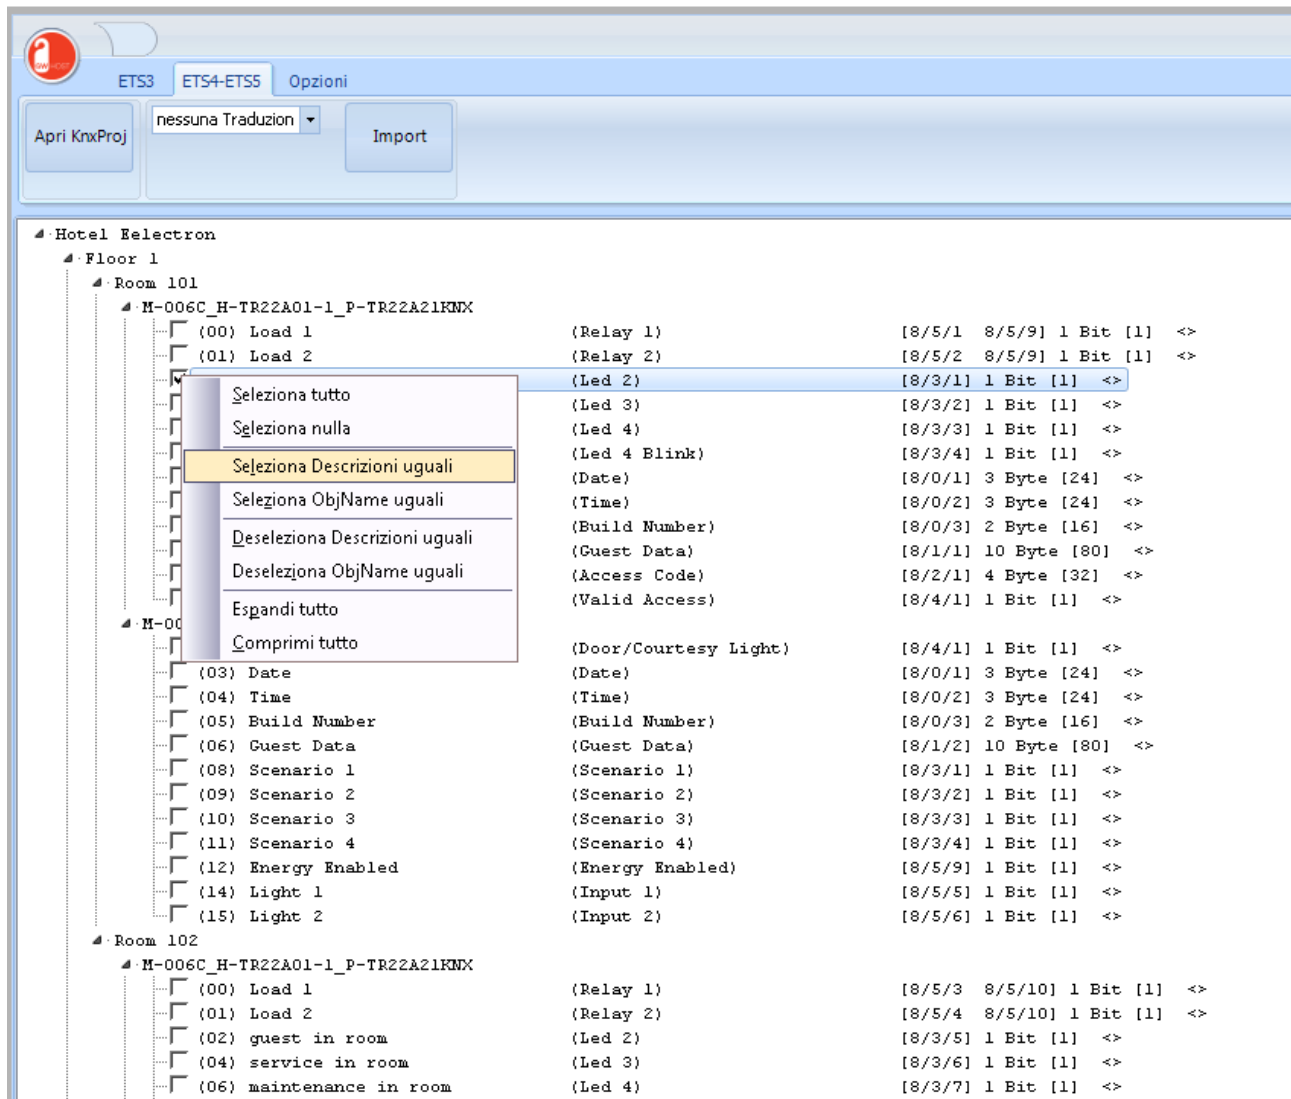 GW HOST
ETS3 ETS4-ETS5 Opzioni
Apri KnxProj nessuna Traduzion Import
Hotel Eelectron
Floor 1
Room 101
M-006C_H-TR22A01-1_P-TR22A21KNX
(00) Load 1 (Relay 1) [8/5/1 8/5/9] 1 Bit [1] <>
(01) Load 2 (Relay 2) [8/5/2 8/5/9] 1 Bit [1] <>
(Led 2) [8/3/1] 1 Bit [1] <>
Seleziona tutto
(Led 3) [8/3/2] 1 Bit [1] <>
Seleziona nulla (Led 4) [8/3/3] 1 Bit [1] <>
(Led 4 Blink) [8/3/4] 1 Bit [1] <>
Seleziona Descrizioni uguali
(Date) [8/0/1] 3 Byte [24] <>
Seleziona ObjName uguali (Time) [8/0/2] 3 Byte [24] <>
(Build Number) [8/0/3] 2 Byte [16] <>
Deseleziona Descrizioni uguali
(Guest Data) [8/1/1] 10 Byte [80] <>
Deseleziona ObjName uguali (Access Code) [8/2/1] 4 Byte [32] <>
(Valid Access) [8/4/1] 1 Bit [1] <>
Espandi tutto
M-00
Comprimi tutto (Door/Courtesy Light) [8/4/1] 1 Bit [1] <>
(03) Date (Date) [8/0/1] 3 Byte [24] <>
(04) Time (Time) [8/0/2] 3 Byte [24] <>
(05) Build Number (Build Number) [8/0/3] 2 Byte [16] <>
(06) Guest Data (Guest Data) [8/1/2] 10 Byte [80] <>
(08) Scenario 1 (Scenario 1) [8/3/1] 1 Bit [1] <>
(09) Scenario 2 (Scenario 2) [8/3/2] 1 Bit [1] <>
(10) Scenario 3 (Scenario 3) [8/3/3] 1 Bit [1] <>
(11) Scenario 4 (Scenario 4) [8/3/4] 1 Bit [1] <>
(12) Energy Enabled (Energy Enabled) [8/5/9] 1 Bit [1] <>
(14) Light 1 (Input 1) [8/5/5] 1 Bit [1] <>
(15) Light 2 (Input 2) [8/5/6] 1 Bit [1] <>
Room 102
M-006C_H-TR22A01-1_P-TR22A21KNX
(00) Load 1 (Relay 1) [8/5/3 8/5/10] 1 Bit [1] <>
(01) Load 2 (Relay 2) [8/5/4 8/5/10] 1 Bit [1] <>
(02) guest in room (Led 2) [8/3/5] 1 Bit [1] <>
(04) service in room (Led 3) [8/3/6] 1 Bit [1] <>
(06) maintenance in room (Led 4) [8/3/7] 1 Bit [1] <>